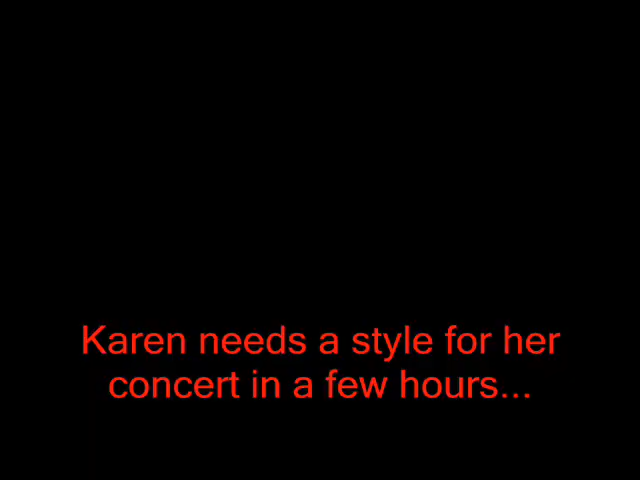 Karen needs a style for her
concert in a few hours...